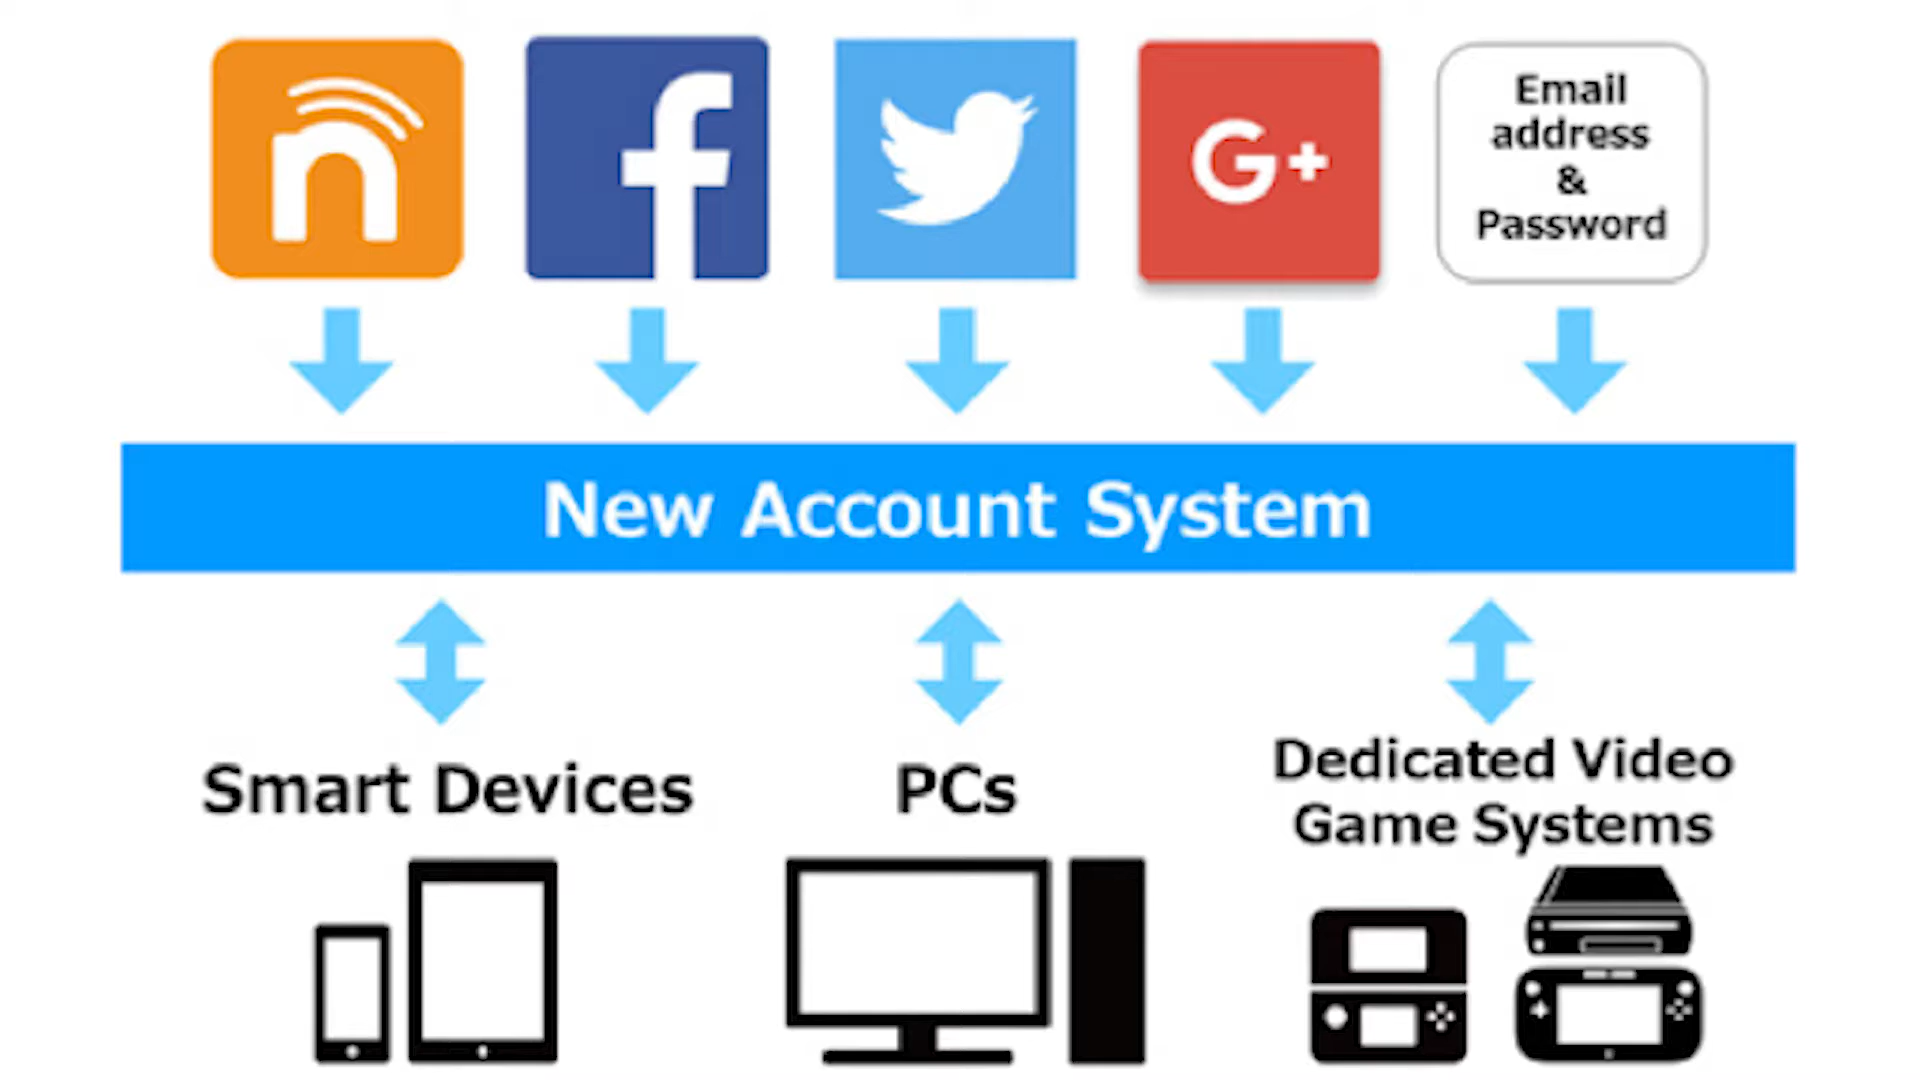 n
f
G+
Email
address
&
Password
New Account System
Smart Devices
PCs
Dedicated Video
Game Systems